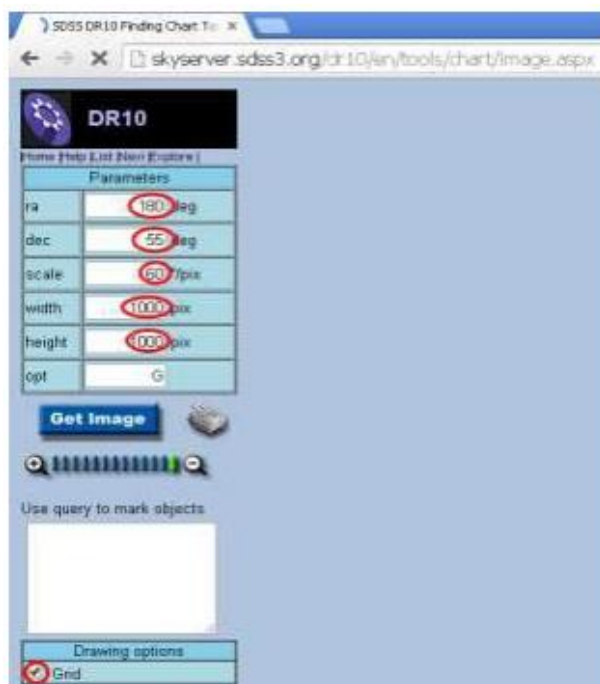 SDSS DR10 Finding Chart To
skyserver.sdss3.org/dr10/en/tools/chart/image.aspx
DR10
Home |Help |List |Navi |Explore |
Parameters
ra 180 deg
dec 55 deg
scale 60 "/pix
width 1000 pix
height 1000 pix
opt G
Get Image
Use query to mark objects
Drawing options
Grid